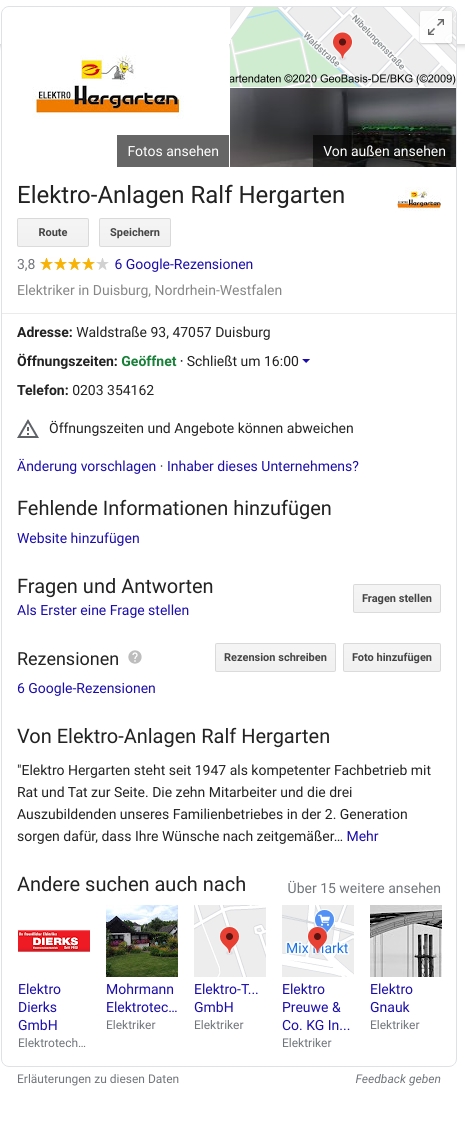 ELEKTRO Hergarten
Waldstraße
Nibelungenstraße
artendaten ©2020 GeoBasis-DE/BKG (©2009)
Fotos ansehen
Von außen ansehen
Elektro-Anlagen Ralf Hergarten
Route Speichern
3,8 6 Google-Rezensionen
Elektriker in Duisburg, Nordrhein-Westfalen
Adresse: Waldstraße 93, 47057 Duisburg
Öffnungszeiten: Geöffnet · Schließt um 16:00
Telefon: 0203 354162
Öffnungszeiten und Angebote können abweichen
Änderung vorschlagen · Inhaber dieses Unternehmens?
Fehlende Informationen hinzufügen
Website hinzufügen
Fragen und Antworten
Fragen stellen
Als Erster eine Frage stellen
Rezensionen ? Rezension schreiben Foto hinzufügen
6 Google-Rezensionen
Von Elektro-Anlagen Ralf Hergarten
"Elektro Hergarten steht seit 1947 als kompetenter Fachbetrieb mit
Rat und Tat zur Seite. Die zehn Mitarbeiter und die drei
Auszubildenden unseres Familienbetriebes in der 2. Generation
sorgen dafür, dass Ihre Wünsche nach zeitgemäßer… Mehr
Andere suchen auch nach Über 15 weitere ansehen
DIERKS
Mix Markt
Elektro
Dierks
GmbH
Elektrotech…
Mohrmann
Elektrotec…
Elektriker
Elektro-T…
GmbH
Elektriker
Elektro
Preuwe &
Co. KG In…
Elektriker
Elektro
Gnauk
Elektriker
Erläuterungen zu diesen Daten Feedback geben